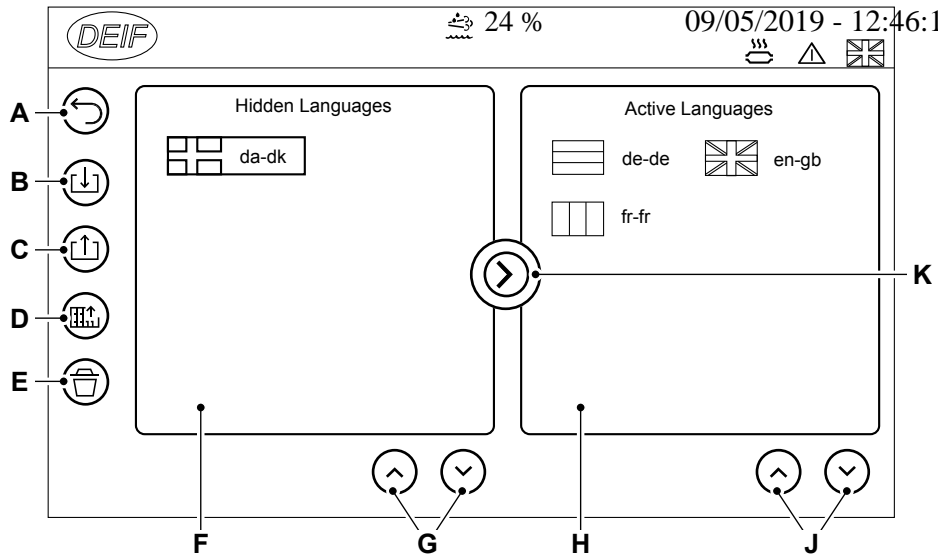 DEIF
24 %
09/05/2019 - 12:46:1
A
B
C
D
E
Hidden Languages
da-dk
Active Languages
de-de
en-gb
fr-fr
K
F
G
H
J